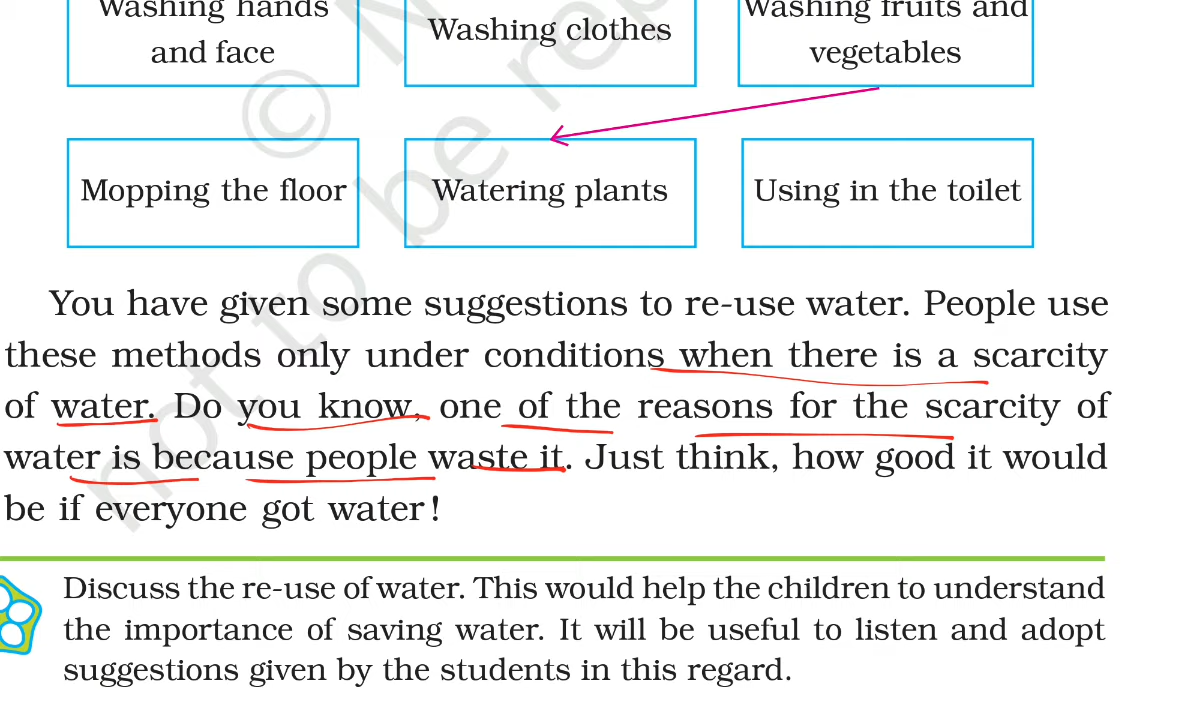 Washing hands
and face
Washing clothes
Washing fruits and
vegetables
Mopping the floor
Watering plants
Using in the toilet
You have given some suggestions to re-use water. People use
these methods only under conditions when there is a scarcity
of water. Do you know, one of the reasons for the scarcity of
water is because people waste it. Just think, how good it would
be if everyone got water!
Discuss the re-use of water. This would help the children to understand
the importance of saving water. It will be useful to listen and adopt
suggestions given by the students in this regard.
© N
not to be rep